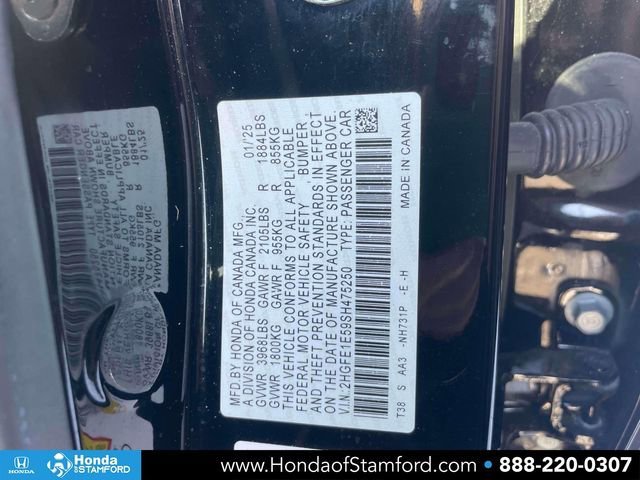 MFD. BY HONDA OF CANADA MFG. 01/25
A DIVISION OF HONDA CANADA INC.
GVWR 3968LBS GAWR F 2105LBS R 1884LBS
GVWR 1800KG GAWR F 955KG R 855KG
THIS VEHICLE CONFORMS TO ALL APPLICABLE
FEDERAL MOTOR VEHICLE SAFETY BUMPER,
AND THEFT PREVENTION STANDARDS IN EFFECT
ON THE DATE OF MANUFACTURE SHOWN ABOVE.
V.I.N. 2HGFE1E59SH475250 TYPE: PASSENGER CAR
T38 S AA3 -NH731P -E -H MADE IN CANADA
HONDA
Honda
OF STAMFORD
www.HondaofStamford.com • 888-220-0307